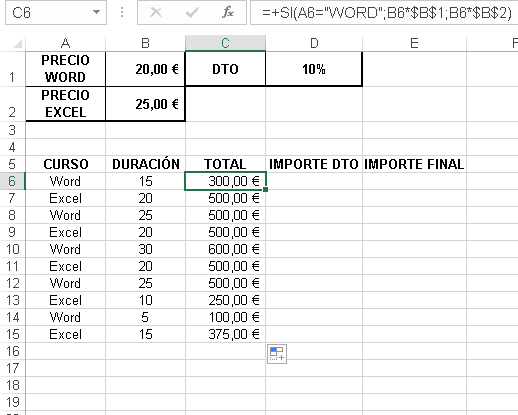 C6 fx =+SI(A6="WORD";B6*$B$1;B6*$B$2)
A B C D E F
1 PRECIO WORD 20,00 € DTO 10%
2 PRECIO EXCEL 25,00 €
3
4
5 CURSO DURACIÓN TOTAL IMPORTE DTO IMPORTE FINAL
6 Word 15 300,00 €
7 Excel 20 500,00 €
8 Word 25 500,00 €
9 Excel 20 500,00 €
10 Word 30 600,00 €
11 Excel 20 500,00 €
12 Word 25 500,00 €
13 Excel 10 250,00 €
14 Word 5 100,00 €
15 Excel 15 375,00 €
16
17
18
19